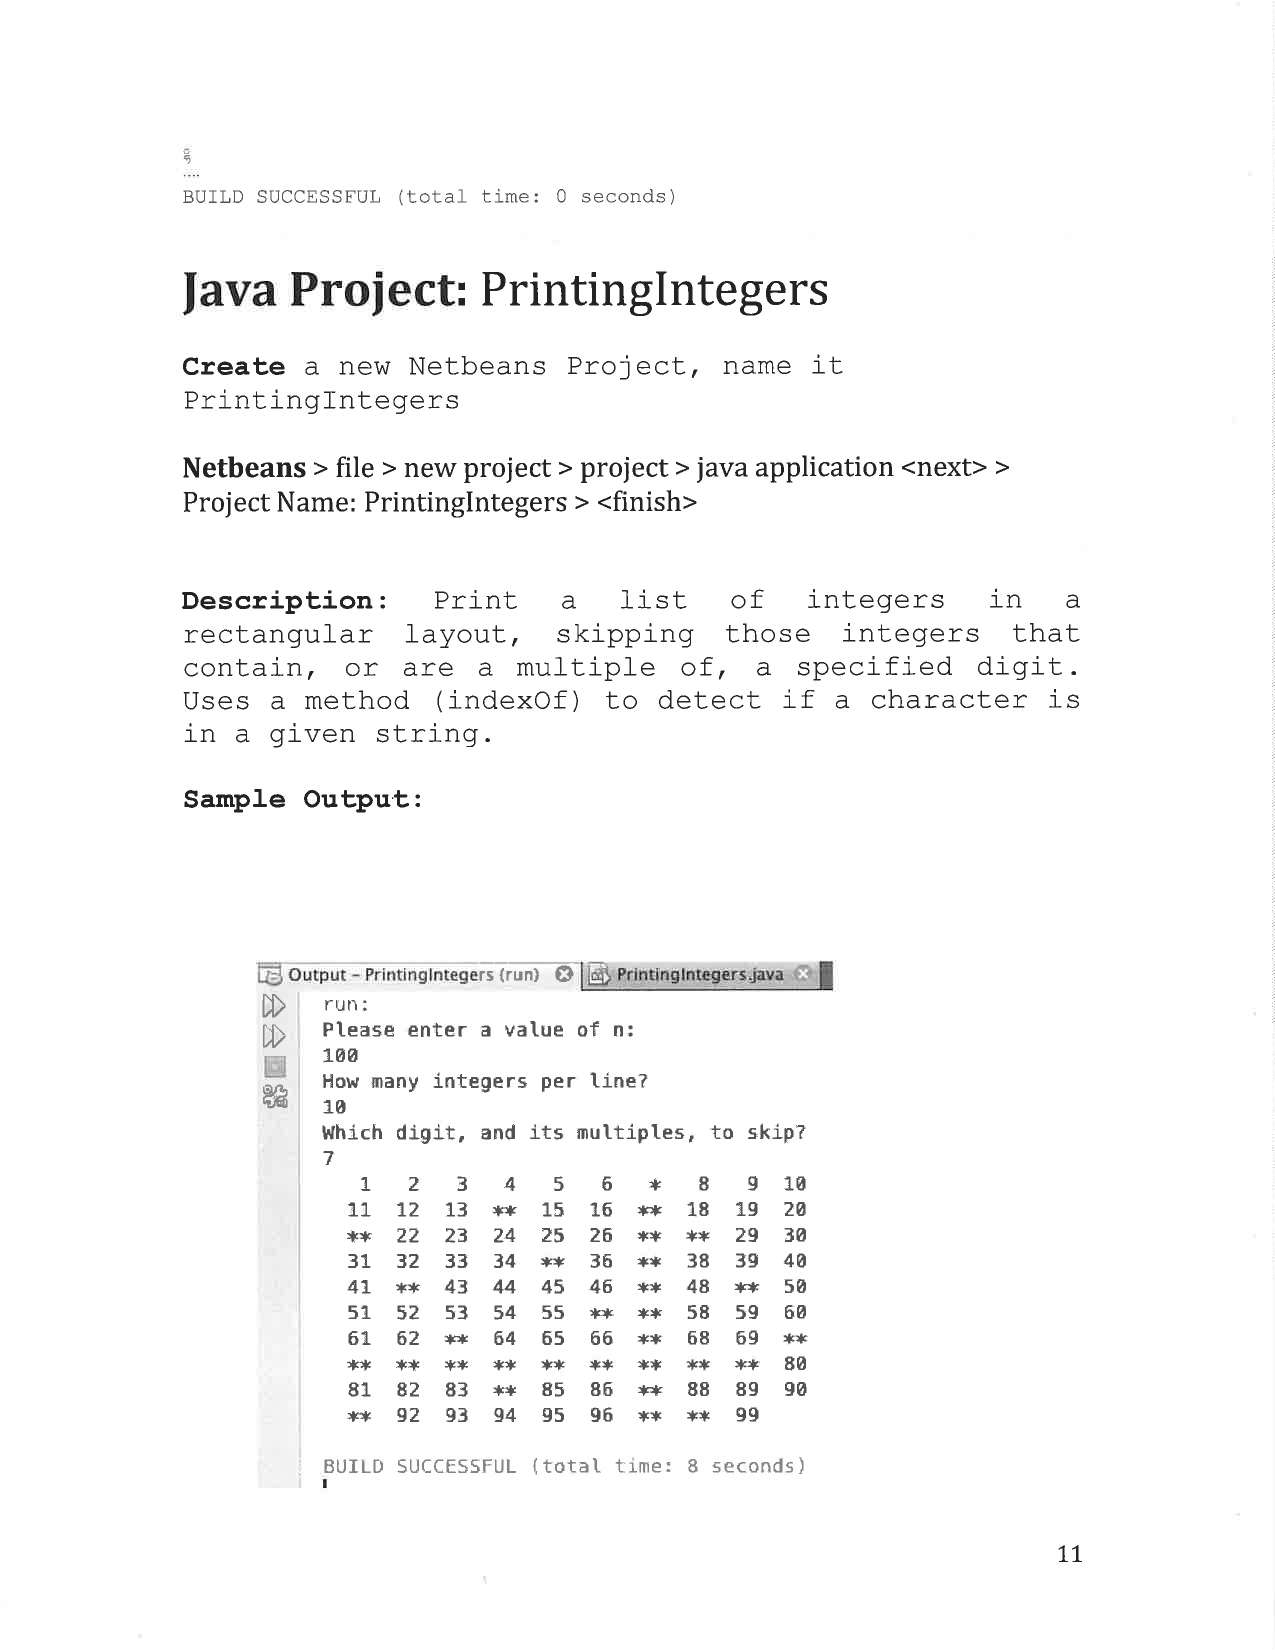 BUILD SUCCESSFUL (total time: 0 seconds)
Java Project: PrintingIntegers
Create a new Netbeans Project, name it
PrintingIntegers
Netbeans > file > new project > project > java application <next> >
Project Name: PrintingIntegers > <finish>
Description: Print a list of integers in a
rectangular layout, skipping those integers that
contain, or are a multiple of, a specified digit.
Uses a method (indexOf) to detect if a character is
in a given string.
Sample Output:
Output - PrintingIntegers (run) PrintingIntegers.java
run:
Please enter a value of n:
100
How many integers per line?
10
Which digit, and its multiples, to skip?
7
1 2 3 4 5 6 * 8 9 10
11 12 13 ** 15 16 ** 18 19 20
** 22 23 24 25 26 ** ** 29 30
31 32 33 34 ** 36 ** 38 39 40
41 ** 43 44 45 46 ** 48 ** 50
51 52 53 54 55 ** ** 58 59 60
61 62 ** 64 65 66 ** 68 69 **
** ** ** ** ** ** ** ** ** 80
81 82 83 ** 85 86 ** 88 89 90
** 92 93 94 95 96 ** ** 99
BUILD SUCCESSFUL (total time: 8 seconds)
11